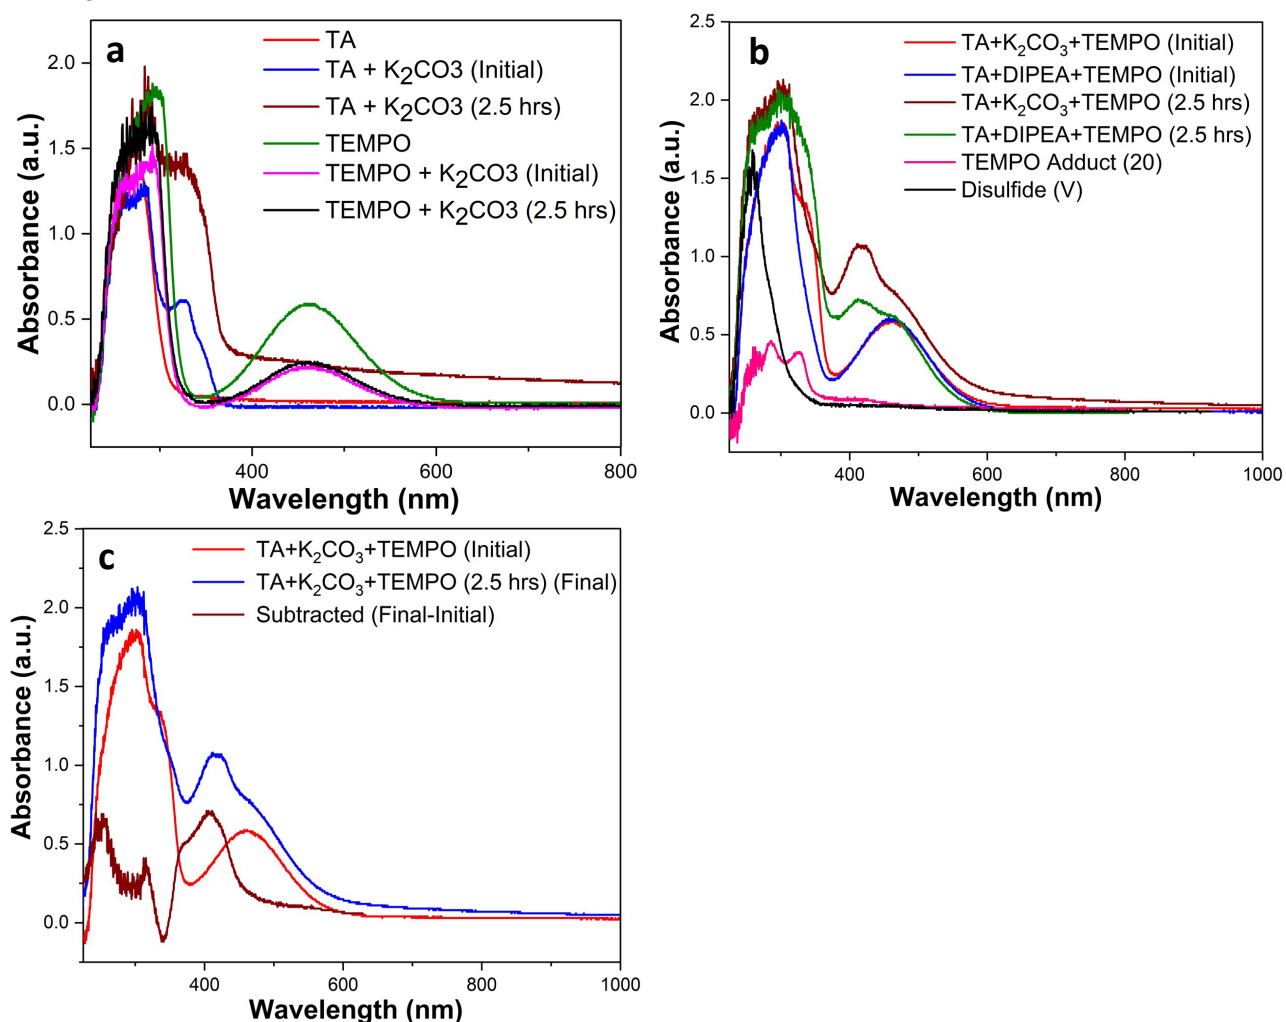 a
TA
TA + K2CO3 (Initial)
TA + K2CO3 (2.5 hrs)
TEMPO
TEMPO + K2CO3 (Initial)
TEMPO + K2CO3 (2.5 hrs)
2.0
1.5
1.0
0.5
0.0
400
600
800
Absorbance (a.u.)
Wavelength (nm)
b
TA+K₂CO₃+TEMPO (Initial)
TA+DIPEA+TEMPO (Initial)
TA+K₂CO₃+TEMPO (2.5 hrs)
TA+DIPEA+TEMPO (2.5 hrs)
TEMPO Adduct (20)
Disulfide (V)
2.5
2.0
1.5
1.0
0.5
0.0
400
600
800
1000
Absorbance (a.u.)
Wavelength (nm)
c
TA+K₂CO₃+TEMPO (Initial)
TA+K₂CO₃+TEMPO (2.5 hrs) (Final)
Subtracted (Final-Initial)
2.5
2.0
1.5
1.0
0.5
0.0
400
600
800
1000
Absorbance (a.u.)
Wavelength (nm)